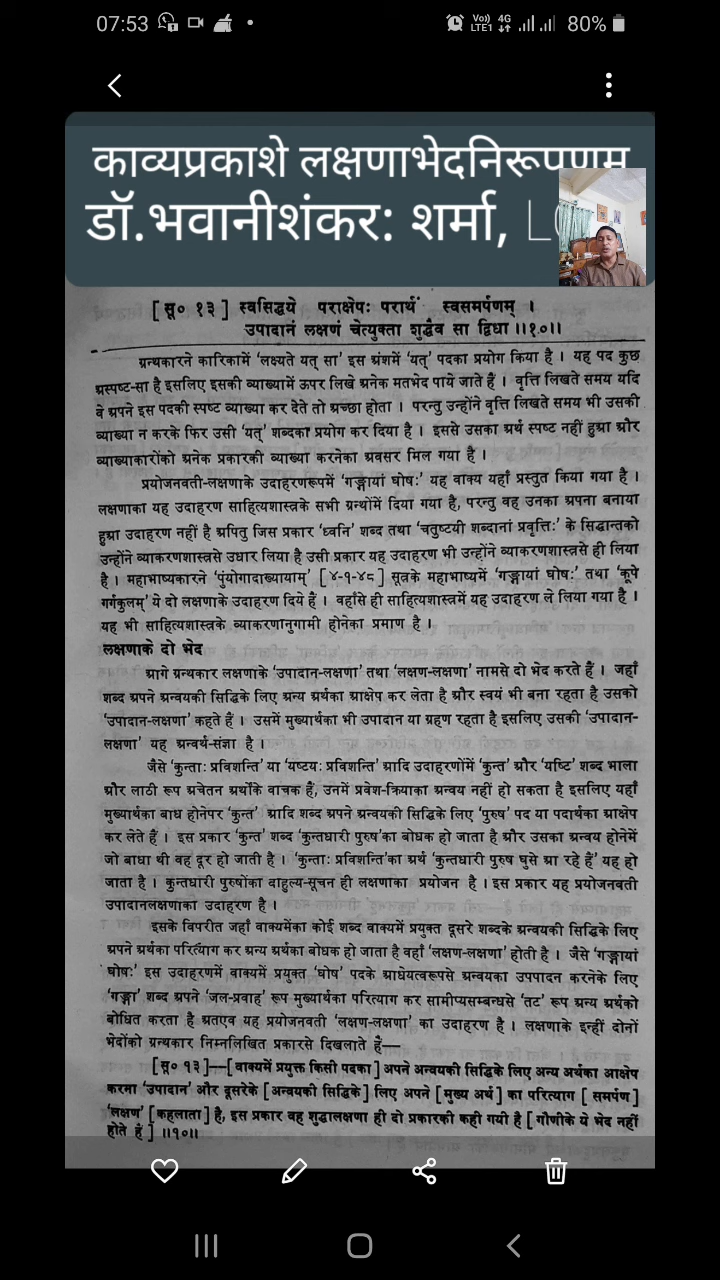 07:53
Vo)) 4G
LTE1 80%
काव्यप्रकाशे लक्षणाभेदनिरूपणम
डॉ.भवानीशंकर: शर्मा,
[ सू० १३ ] स्वसिद्धये पराक्षेपः परार्थं स्वसमर्पणम् ।
उपादानं लक्षणं चेत्युक्ता शुद्धैव सा द्विधा ॥१०॥
ग्रन्थकारने कारिकामें 'लक्ष्यते यत् सा' इस अंशमें 'यत्' पदका प्रयोग किया है । यह पद कुछ
अस्पष्ट-सा है इसलिए इसकी व्याख्यामें ऊपर लिखे अनेक मतभेद पाये जाते हैं । वृत्ति लिखते समय यदि
वे अपने इस पदकी स्पष्ट व्याख्या कर देते तो अच्छा होता । परन्तु उन्होंने वृत्ति लिखते समय भी उसकी
व्याख्या न करके फिर उसी 'यत्' शब्दका प्रयोग कर दिया है । इससे उसका अर्थ स्पष्ट नहीं हुआ और
व्याख्याकारोंको अनेक प्रकारकी व्याख्या करनेका अवसर मिल गया है ।
प्रयोजनवती-लक्षणाके उदाहरणरूपमें 'गङ्गायां घोषः' यह वाक्य यहाँ प्रस्तुत किया गया है ।
लक्षणाका यह उदाहरण साहित्यशास्त्रके सभी ग्रन्थोंमें दिया गया है, परन्तु वह उनका अपना बनाया
हुआ उदाहरण नहीं है अपितु जिस प्रकार 'ध्वनि' शब्द तथा 'चतुष्टयी शब्दानां प्रवृत्तिः' के सिद्धान्तको
उन्होंने व्याकरणशास्त्रसे उधार लिया है उसी प्रकार यह उदाहरण भी उन्होंने व्याकरणशास्त्रसे ही लिया
है । महाभाष्यकारने 'पुंयोगादाख्यायाम्' [ ४-१-४८ ] सूत्रके महाभाष्यमें 'गङ्गायां घोषः' तथा 'कूपे
गर्गकुलम्' ये दो लक्षणाके उदाहरण दिये हैं । वहाँसे ही साहित्यशास्त्रमें यह उदाहरण ले लिया गया है ।
यह भी साहित्यशास्त्रके व्याकरणानुगामी होनेका प्रमाण है ।
लक्षणाके दो भेद
आगे ग्रन्थकार लक्षणाके 'उपादान-लक्षणा' तथा 'लक्षण-लक्षणा' नामसे दो भेद करते हैं । जहाँ
शब्द अपने अन्वयकी सिद्धिके लिए अन्य अर्थका आक्षेप कर लेता है और स्वयं भी बना रहता है उसको
'उपादान-लक्षणा' कहते हैं । उसमें मुख्यार्थका भी उपादान या ग्रहण रहता है इसलिए उसकी 'उपादान-
लक्षणा' यह अन्वर्थ-संज्ञा है ।
जैसे 'कुन्ताः प्रविशन्ति' या 'यष्टयः प्रविशन्ति' आदि उदाहरणोंमें 'कुन्त' और 'यष्टि' शब्द भाला
और लाठी रूप अचेतन अर्थोंके वाचक हैं, उनमें प्रवेश-क्रियाका अन्वय नहीं हो सकता है इसलिए यहाँ
मुख्यार्थका बाध होनेपर 'कुन्त' आदि शब्द अपने अन्वयकी सिद्धिके लिए 'पुरुष' पद या पदार्थका आक्षेप
कर लेते हैं । इस प्रकार 'कुन्त' शब्द 'कुन्तधारी पुरुष'का बोधक हो जाता है और उसका अन्वय होनेमें
जो बाधा थी वह दूर हो जाती है । 'कुन्ताः प्रविशन्ति'का अर्थ 'कुन्तधारी पुरुष घुसे आ रहे हैं' यह हो
जाता है । कुन्तधारी पुरुषोंका बाहुल्य-सूचन ही लक्षणाका प्रयोजन है । इस प्रकार यह प्रयोजनवती
उपादानलक्षणाका उदाहरण है ।
इसके विपरीत जहाँ वाक्यमेंका कोई शब्द वाक्यमें प्रयुक्त दूसरे शब्दके अन्वयकी सिद्धिके लिए
अपने अर्थका परित्याग कर अन्य अर्थका बोधक हो जाता है वहाँ 'लक्षण-लक्षणा' होती है । जैसे 'गङ्गायां
घोषः' इस उदाहरणमें वाक्यमें प्रयुक्त 'घोष' पदके आधेयत्वरूपसे अन्वयका उपपादन करनेके लिए
'गङ्गा' शब्द अपने 'जल-प्रवाह' रूप मुख्यार्थका परित्याग कर सामीप्यसम्बन्धसे 'तट' रूप अन्य अर्थको
बोधित करता है अतएव यह प्रयोजनवती 'लक्षण-लक्षणा' का उदाहरण है । लक्षणाके इन्हीं दोनों
भेदोंको ग्रन्थकार निम्नलिखित प्रकारसे दिखलाते हैं—
[सू० १३]—[वाक्यमें प्रयुक्त किसी पदका] अपने अन्वयकी सिद्धिके लिए अन्य अर्थका आक्षेप
करना 'उपादान' और दूसरेके [अन्वयकी सिद्धिके] लिए अपने [मुख्य अर्थ] का परित्याग [ समर्पण]
'लक्षण' [कहलाता] है, इस प्रकार वह शुद्धालक्षणा ही दो प्रकारकी कही गयी है [ गौणीके ये भेद नहीं
होते हैं ] ॥१०॥